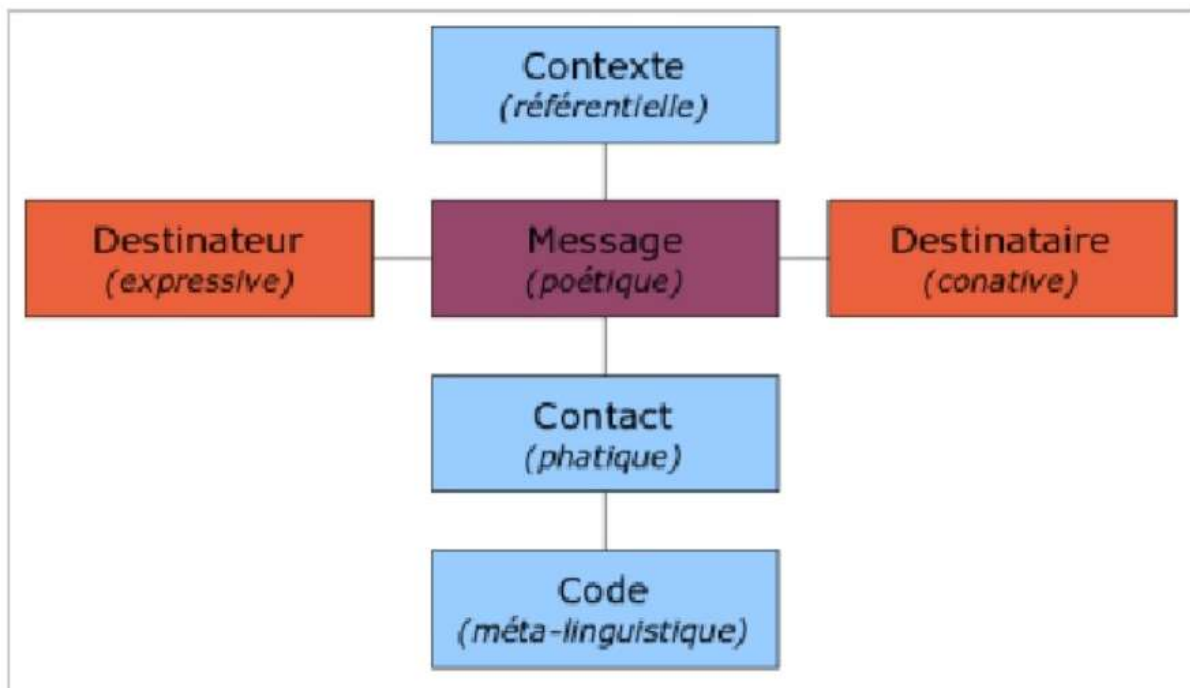 Contexte
(référentielle)
Destinateur
(expressive)
Message
(poétique)
Destinataire
(conative)
Contact
(phatique)
Code
(méta-linguistique)